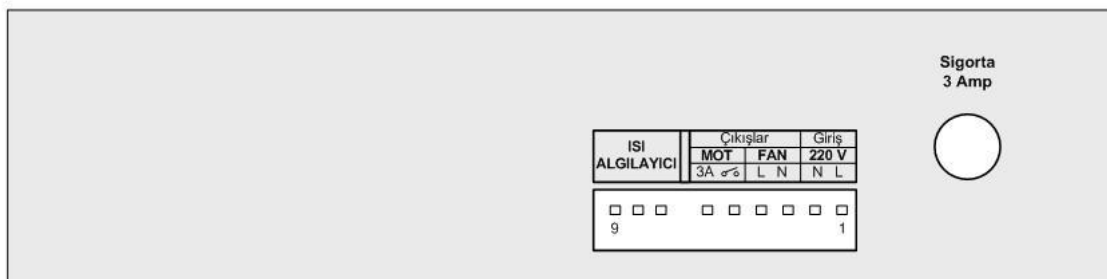 Sigorta
3 Amp
ISI
ALGILAYICI
Çıkışlar
Giriş
MOT
FAN
220 V
3A
L N
N L
9
1